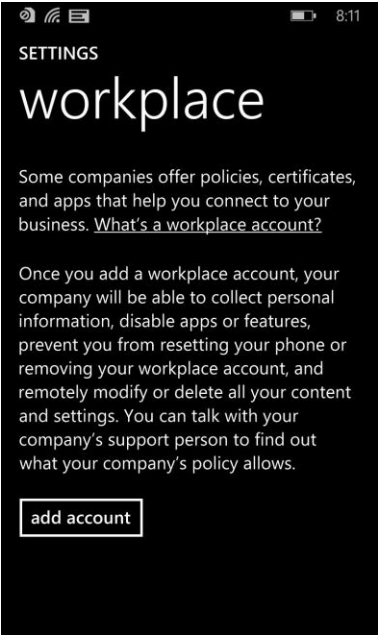 8:11
SETTINGS
workplace
Some companies offer policies, certificates,
and apps that help you connect to your
business. What's a workplace account?
Once you add a workplace account, your
company will be able to collect personal
information, disable apps or features,
prevent you from resetting your phone or
removing your workplace account, and
remotely modify or delete all your content
and settings. You can talk with your
company's support person to find out
what your company's policy allows.
add account